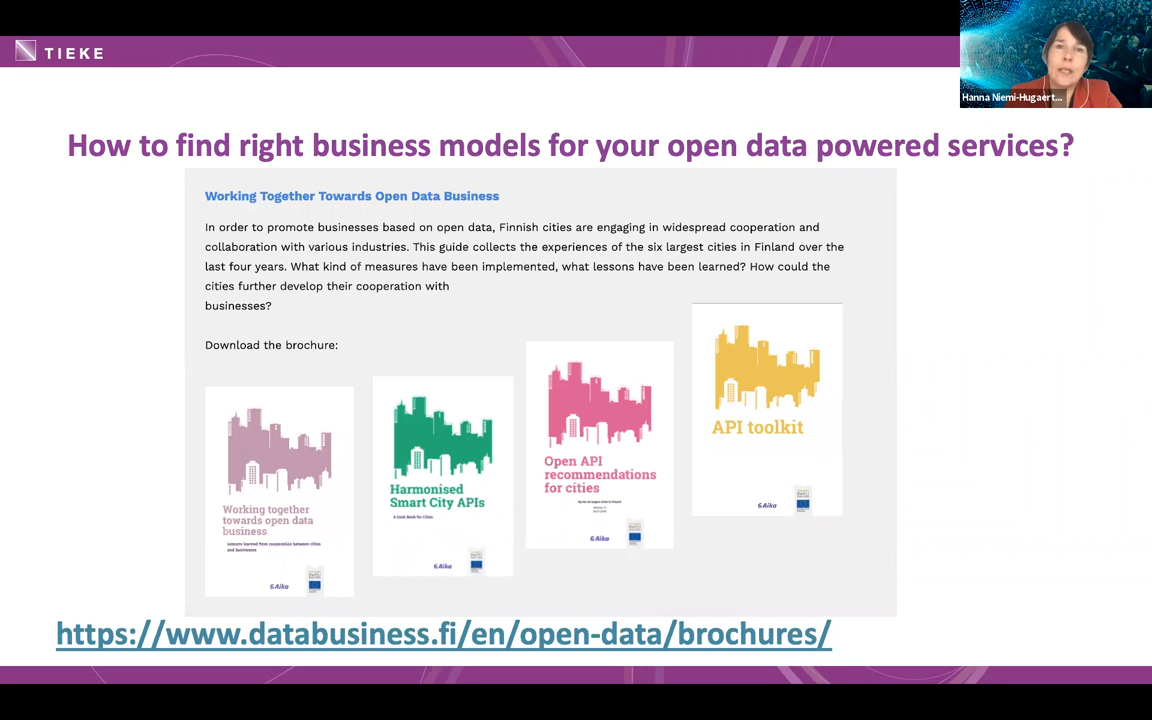 TIEKE
Hanna Niemi-Hugaert...
How to find right business models for your open data powered services?
Working Together Towards Open Data Business
In order to promote businesses based on open data, Finnish cities are engaging in widespread cooperation and
collaboration with various industries. This guide collects the experiences of the six largest cities in Finland over the
last four years. What kind of measures have been implemented, what lessons have been learned? How could the
cities further develop their cooperation with
businesses?
Download the brochure:
Working together
towards open data
business
Lessons learned from cooperation between cities
and businesses
6Aika
Harmonised
Smart City APIs
A Cook Book for Cities
6Aika
Open API
recommendations
for cities
6Aika
API toolkit
6Aika
https://www.databusiness.fi/en/open-data/brochures/